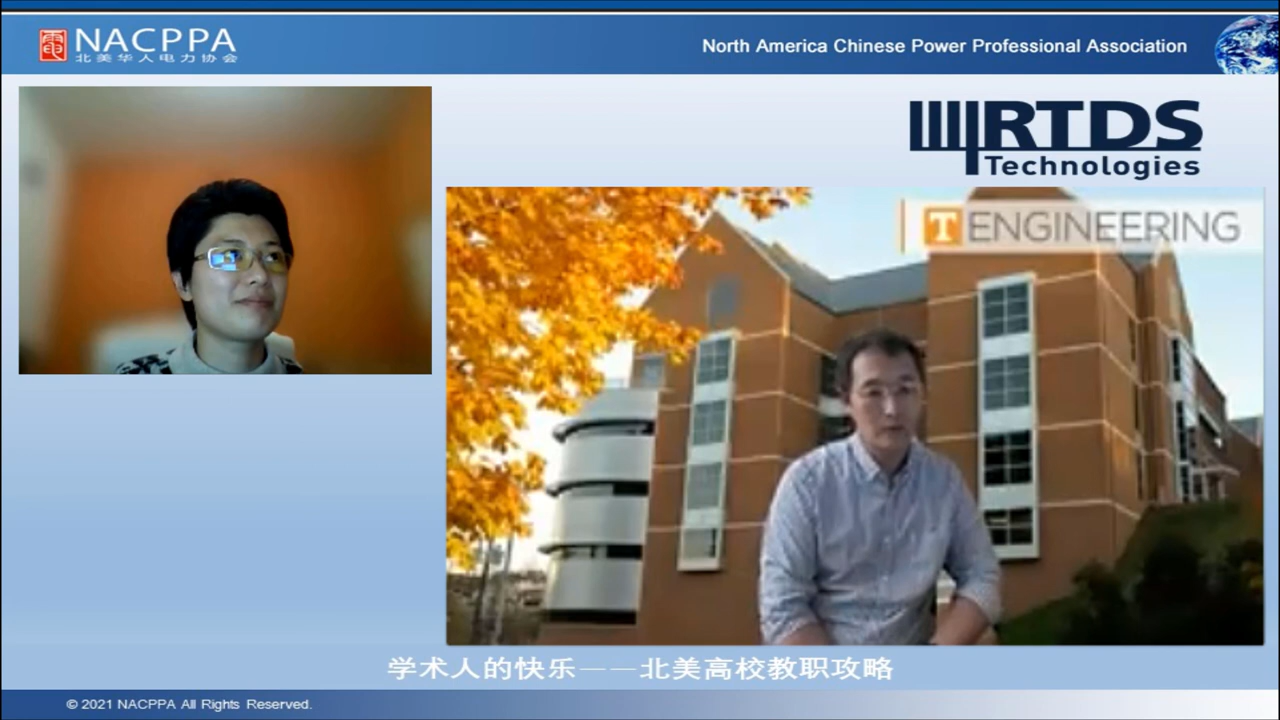 NACPPA
北美华人电力协会
North America Chinese Power Professional Association
RTDS
Technologies
T ENGINEERING
学术人的快乐——北美高校教职攻略
© 2021 NACPPA All Rights Reserved.